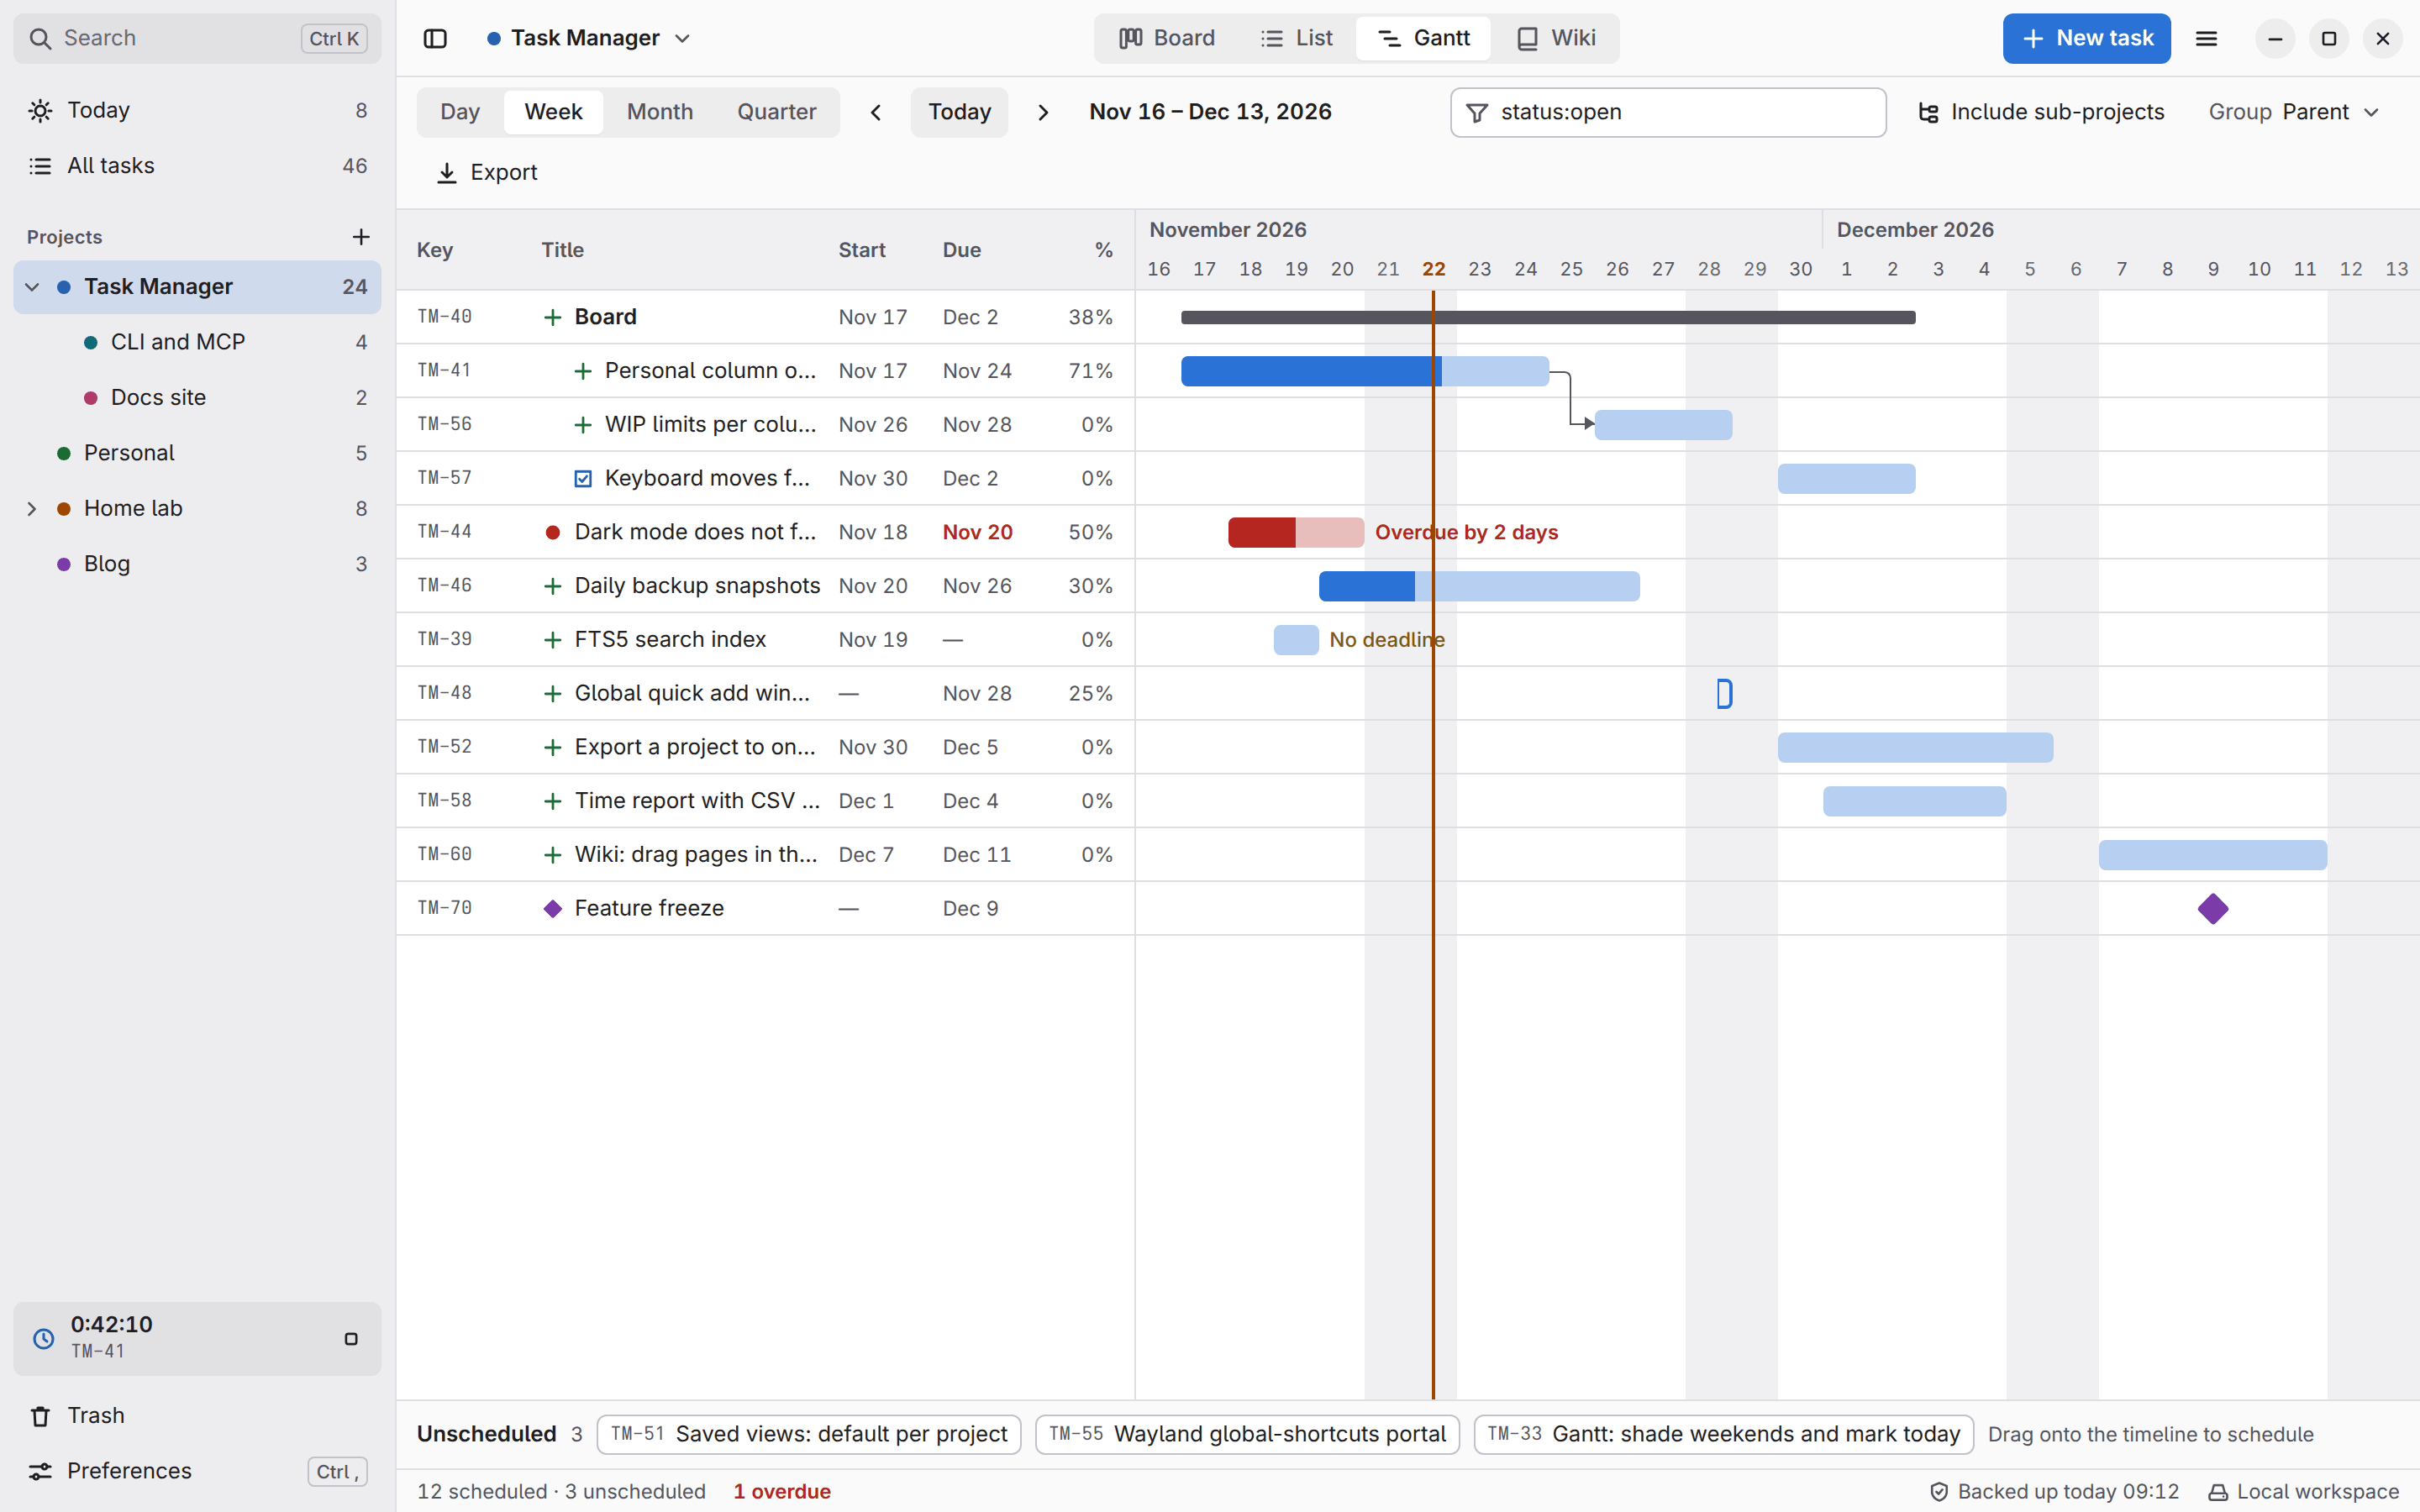 Search Ctrl K
Today 8
All tasks 46
Projects
Task Manager 24
CLI and MCP 4
Docs site 2
Personal 5
Home lab 8
Blog 3
0:42:10
TM-41
Trash
Preferences Ctrl ,
Task Manager
Board List Gantt Wiki
New task
Day Week Month Quarter Today Nov 16 – Dec 13, 2026
status:open
Include sub-projects
Group Parent
Export
Key Title Start Due %
November 2026 December 2026
16 17 18 19 20 21 22 23 24 25 26 27 28 29 30 1 2 3 4 5 6 7 8 9 10 11 12 13
TM-40 Board Nov 17 Dec 2 38%
TM-41 Personal column o... Nov 17 Nov 24 71%
TM-56 WIP limits per colu... Nov 26 Nov 28 0%
TM-57 Keyboard moves f... Nov 30 Dec 2 0%
TM-44 Dark mode does not f... Nov 18 Nov 20 50% Overdue by 2 days
TM-46 Daily backup snapshots Nov 20 Nov 26 30%
TM-39 FTS5 search index Nov 19 — 0% No deadline
TM-48 Global quick add win... — Nov 28 25%
TM-52 Export a project to on... Nov 30 Dec 5 0%
TM-58 Time report with CSV ... Dec 1 Dec 4 0%
TM-60 Wiki: drag pages in th... Dec 7 Dec 11 0%
TM-70 Feature freeze — Dec 9
Unscheduled 3 TM-51 Saved views: default per project TM-55 Wayland global-shortcuts portal TM-33 Gantt: shade weekends and mark today Drag onto the timeline to schedule
12 scheduled · 3 unscheduled 1 overdue Backed up today 09:12 Local workspace